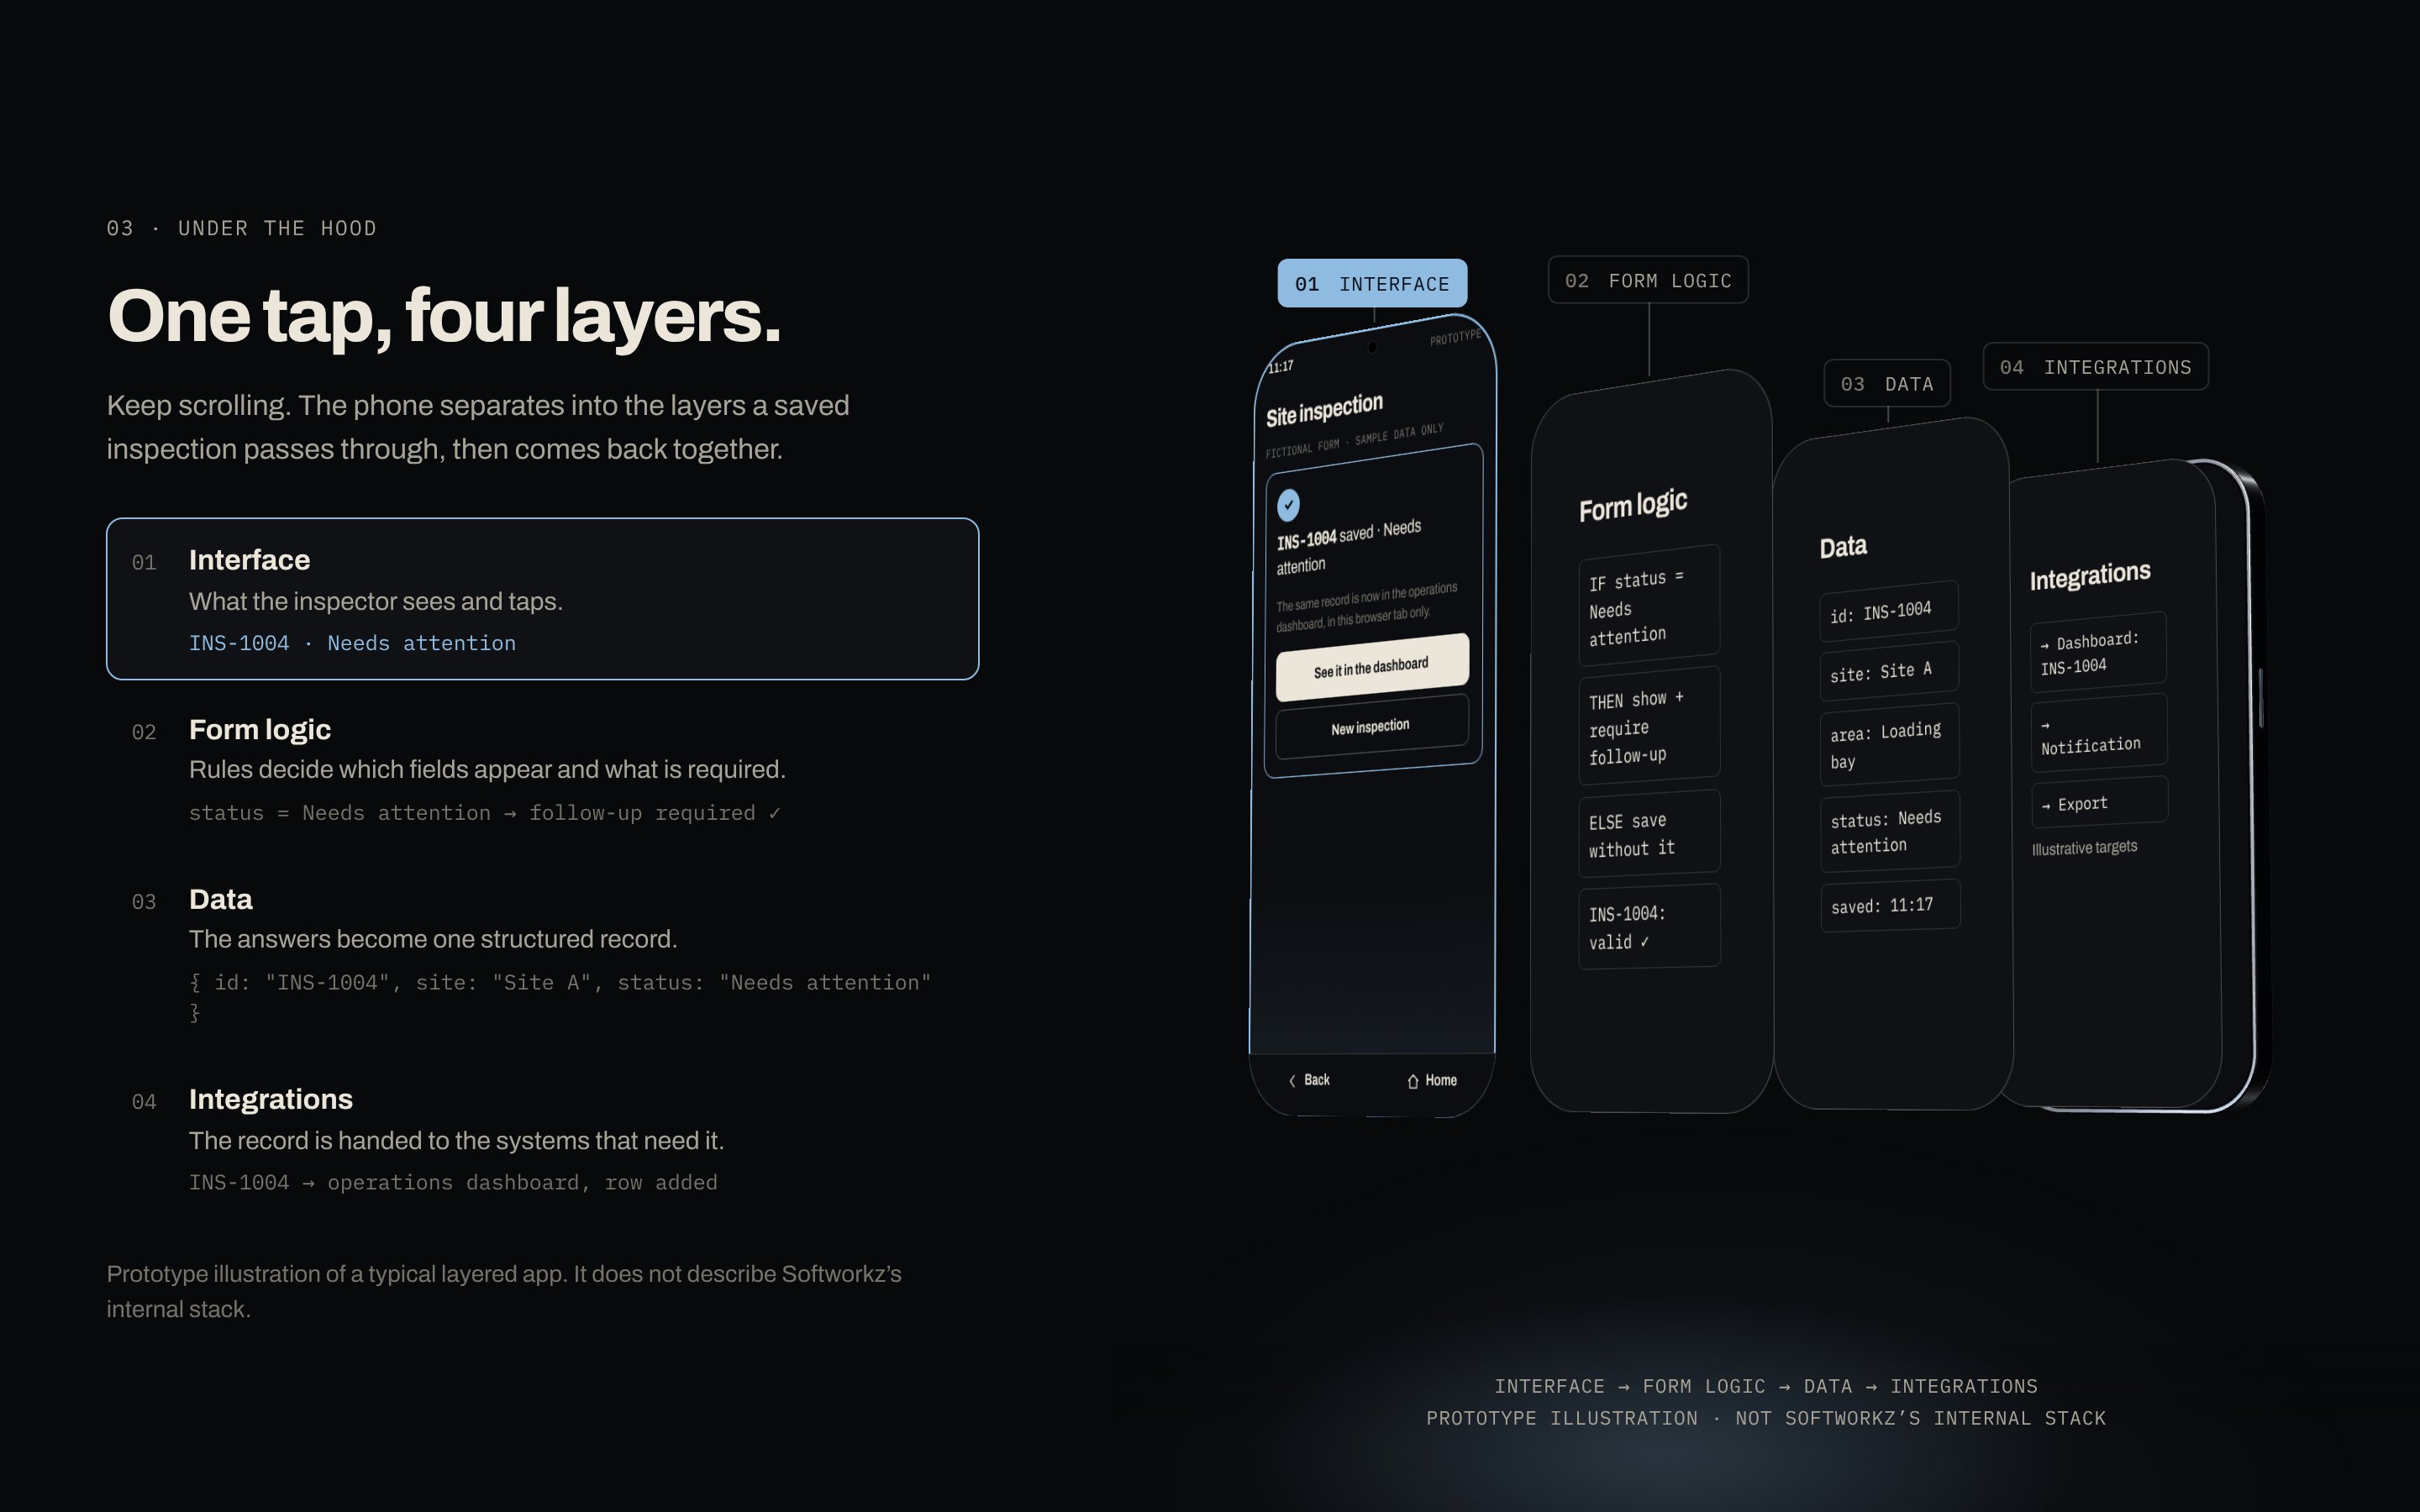 03 · UNDER THE HOOD
One tap, four layers.
Keep scrolling. The phone separates into the layers a saved
inspection passes through, then comes back together.
01 Interface
What the inspector sees and taps.
INS-1004 · Needs attention
02 Form logic
Rules decide which fields appear and what is required.
status = Needs attention → follow-up required ✓
03 Data
The answers become one structured record.
{ id: "INS-1004", site: "Site A", status: "Needs attention"
}
04 Integrations
The record is handed to the systems that need it.
INS-1004 → operations dashboard, row added
Prototype illustration of a typical layered app. It does not describe Softworkz’s
internal stack.
01 INTERFACE
11:17
PROTOTYPE
Site inspection
FICTIONAL FORM · SAMPLE DATA ONLY
✓
INS-1004 saved · Needs
attention
The same record is now in the operations
dashboard, in this browser tab only.
See it in the dashboard
New inspection
Back
Home
02 FORM LOGIC
Form logic
IF status =
Needs
attention
THEN show +
require
follow-up
ELSE save
without it
INS-1004:
valid ✓
03 DATA
Data
id: INS-1004
site: Site A
area: Loading
bay
status: Needs
attention
saved: 11:17
04 INTEGRATIONS
Integrations
→ Dashboard:
INS-1004
→
Notification
→ Export
Illustrative targets
INTERFACE → FORM LOGIC → DATA → INTEGRATIONS
PROTOTYPE ILLUSTRATION · NOT SOFTWORKZ’S INTERNAL STACK